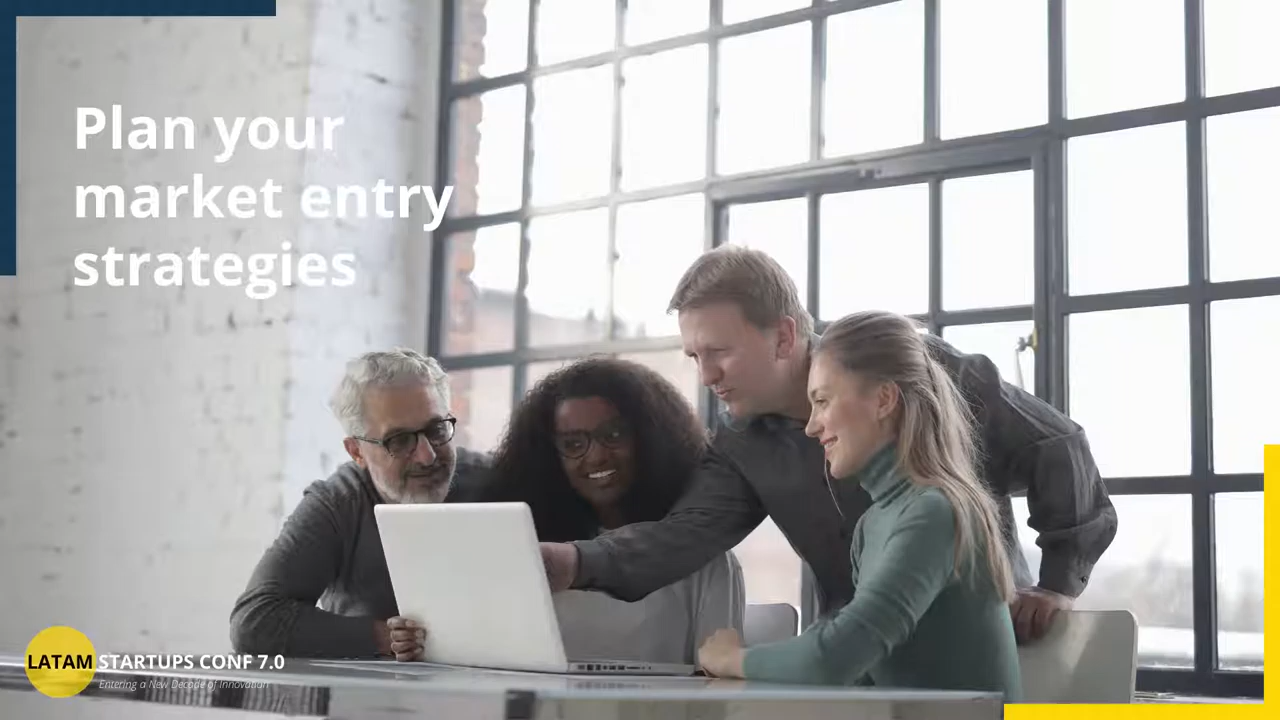 Plan your
market entry
strategies
LATAM STARTUPS CONF 7.0
Entering a New Decade of Innovation